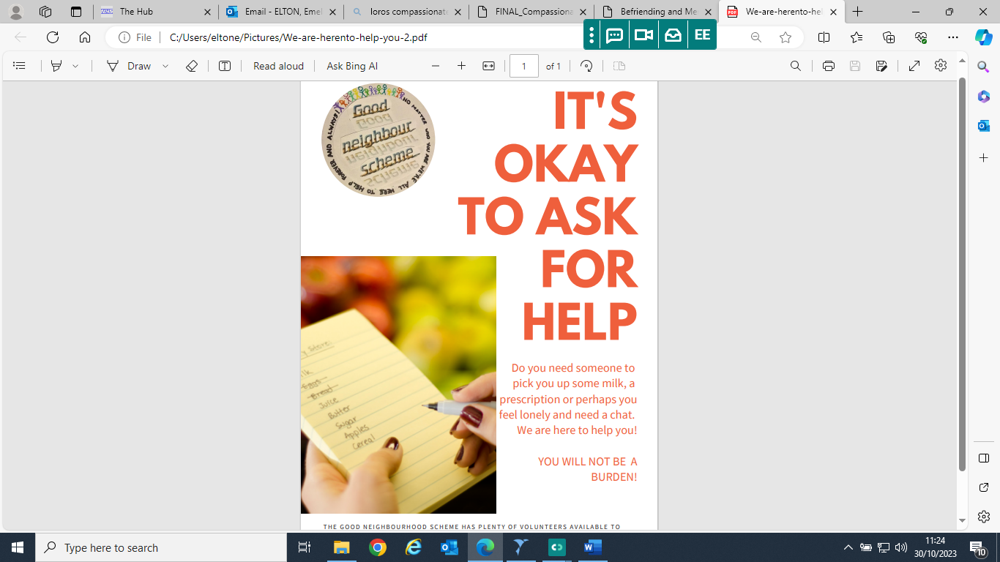 The Hub
Email - ELTON, Emel
loros compassionate
FINAL_Compassiona
Befriending and Me
We-are-herento-hel
File
C:/Users/eltone/Pictures/We-are-herento-help-you-2.pdf
EE
Draw
Read aloud
Ask Bing AI
1
of 1
Good
neighbour
scheme
NO MATTER WHO YOU ARE WE'RE ALL HERE TO HELP FOREVER AND ALWAYS!
IT'S
OKAY
TO ASK
FOR
HELP
Bread
Juice
Butter
Sugar
Apples
Cereal
Do you need someone to
pick you up some milk, a
prescription or perhaps you
feel lonely and need a chat.
We are here to help you!
YOU WILL NOT BE A
BURDEN!
THE GOOD NEIGHBOURHOOD SCHEME HAS PLENTY OF VOLUNTEERS AVAILABLE TO
Type here to search
11:24
30/10/2023
10